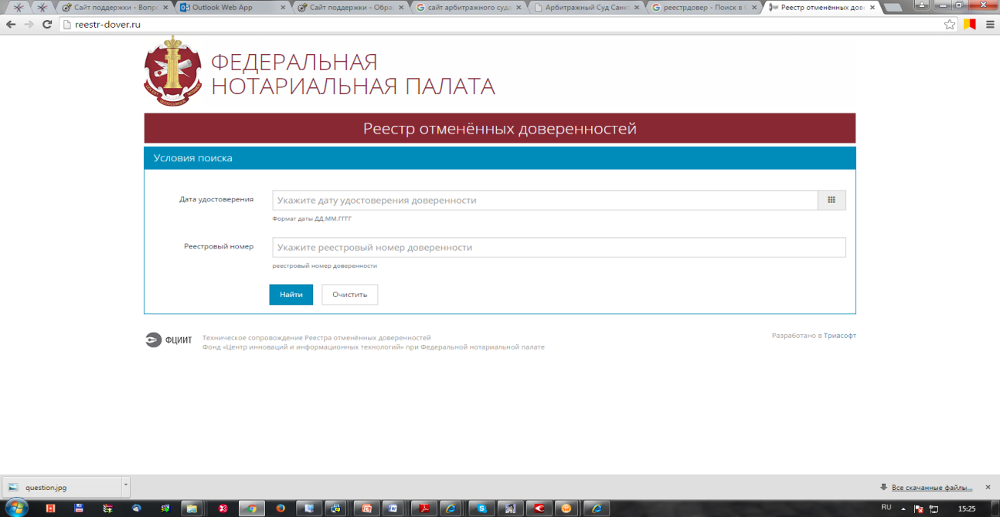 Сайт поддержки - Вопр
Outlook Web App
Сайт поддержки - Обра
сайт арбитражного суда
Арбитражный Суд Санкт
реестрдовер - Поиск в
Реестр отменённых дов
reestr-dover.ru
ФЕДЕРАЛЬНАЯ
НОТАРИАЛЬНАЯ ПАЛАТА
Реестр отменённых доверенностей
Условия поиска
Дата удостоверения
Укажите дату удостоверения доверенности
Формат даты ДД.ММ.ГГГГ
Реестровый номер
Укажите реестровый номер доверенности
реестровый номер доверенности
Найти
Очистить
ФЦИИТ
Техническое сопровождение Реестра отменённых доверенностей
Фонд «Центр инноваций и информационных технологий» при Федеральной нотариальной палате
Разработано в Триасофт
question.jpg
Все скачанные файлы...
RU
15:25